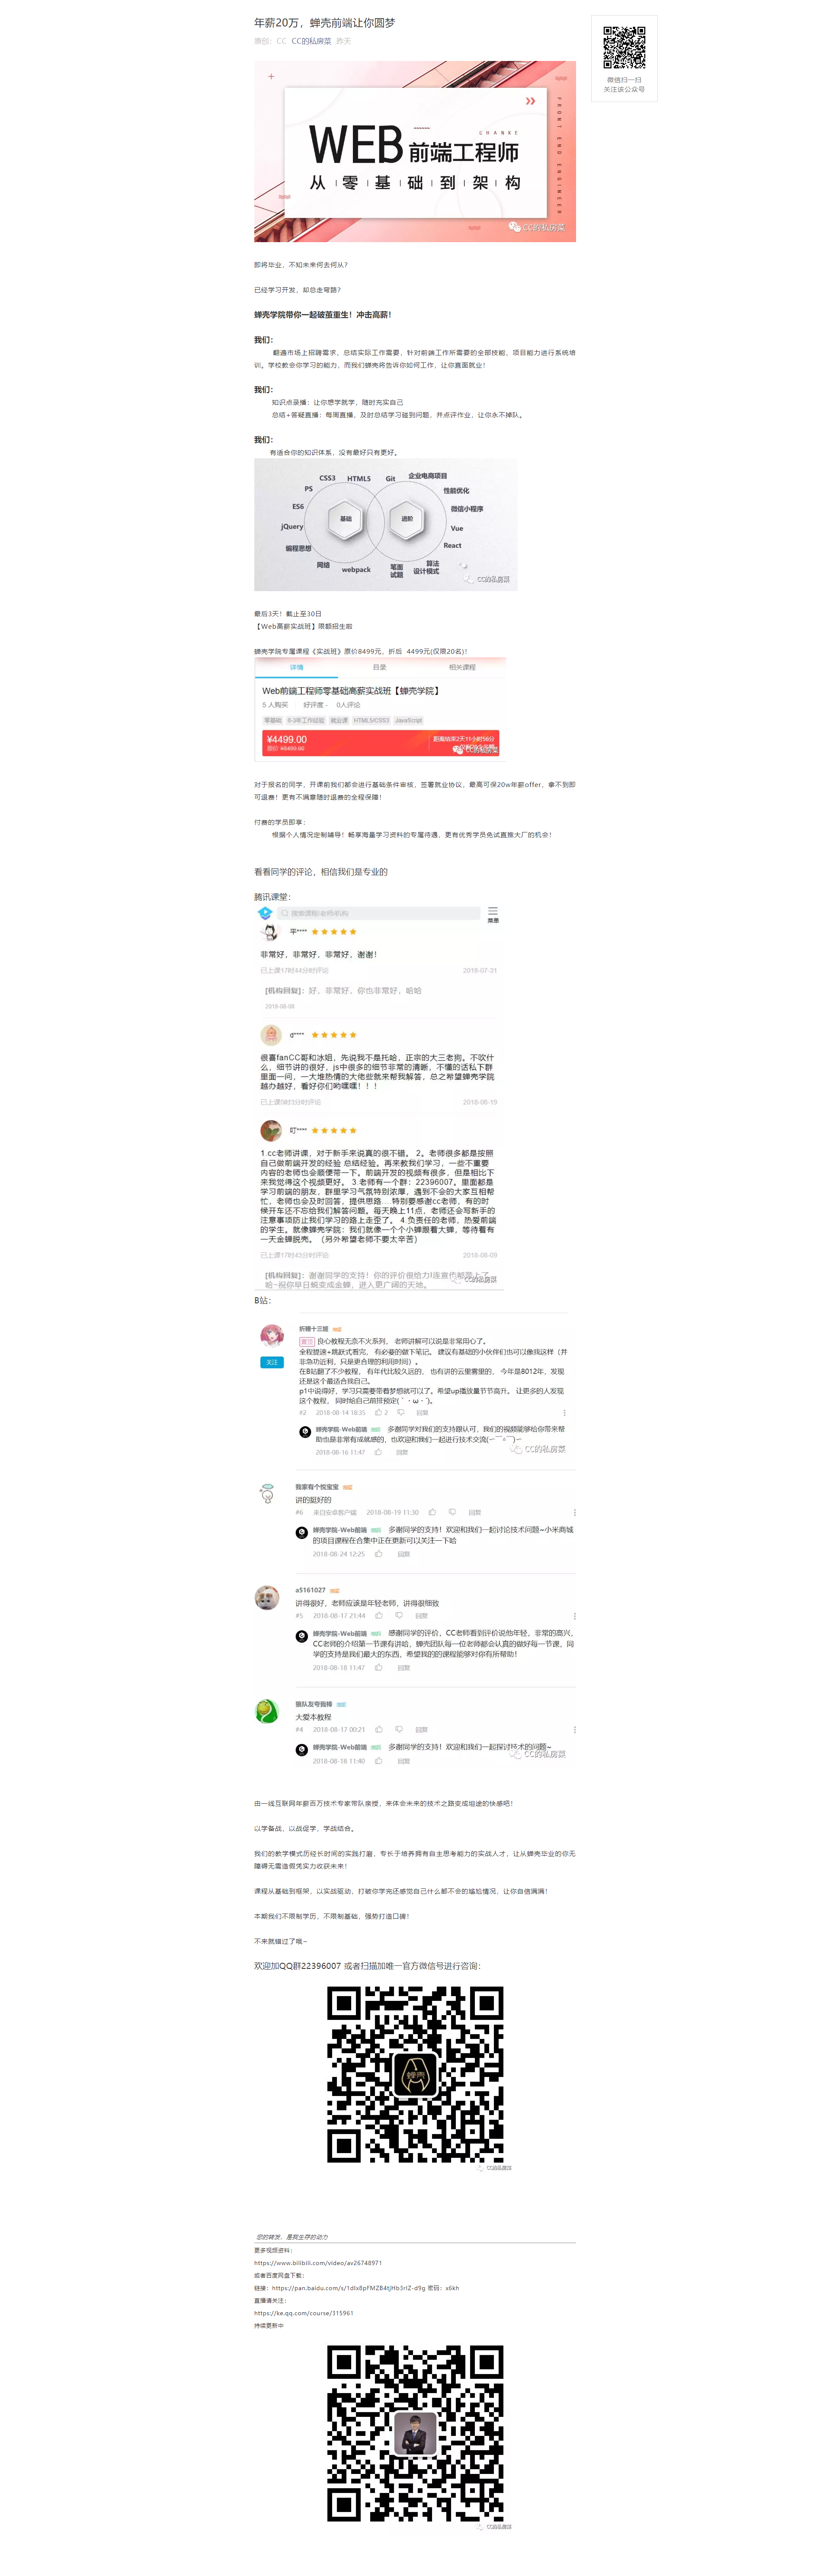 年薪20万，蝉壳前端让你圆梦
原创：CC CC的私房菜 昨天
微信扫一扫
关注该公众号
WEB 前端工程师
CHANKE
从零基础到架构
FRONT END ENGINEER
CC的私房菜
即将毕业，不知未来何去何从?
已经学习开发，却总走弯路?
蝉壳学院带你一起破茧重生！冲击高薪！
我们：
翻遍市场上招聘需求、总结实际工作需要，针对前端工作所需要的全部技能、项目能力进行系统培
训。学校教会你学习的能力，而我们蝉壳将告诉你如何工作，让你直面就业！
我们：
知识点录播：让你想学就学，随时充实自己
总结+答疑直播：每周直播，及时总结学习碰到问题，并点评作业，让你永不掉队。
我们：
有适合你的知识体系，没有最好只有更好。
CSS3
HTML5
Git
企业电商项目
PS
性能优化
ES6
微信小程序
基础
进阶
jQuery
Vue
编程思想
React
网络
webpack
笔面
试题
算法
设计模式
CC的私房菜
最后3天！截止至30日
【Web高薪实战班】限额招生啦
蝉壳学院专属课程《实战班》原价8499元，折后 4499元(仅限20名)！
详情
目录
相关课程
Web前端工程师零基础高薪实战班【蝉壳学院】
5 人购买 好评度 - 0人评论
零基础 0-3年工作经验 就业课 HTML5/CSS3 JavaScript
¥4499.00
原价 ¥8499.00
距离结束2天11小时56分
CC的私房菜
对于报名的同学，开课前我们都会进行基础条件审核，签署就业协议，最高可保20w年薪offer，拿不到即
可退费！更有不满意随时退费的全程保障！
付费的学员即享：
根据个人情况定制辅导！畅享海量学习资料的专属待遇，更有优秀学员免试直推大厂的机会！
看看同学的评论，相信我们是专业的
腾讯课堂：
搜索课程/老师/机构
菜单
平****
非常好，非常好，非常好，谢谢！
已上课17时44分时评论 2018-07-31
[机构回复]：好，非常好，你也非常好，哈哈
2018-08-08
d****
很喜fanCC哥和冰姐，先说我不是托哈，正宗的大三老狗。不吹什
么，细节讲的很好，js中很多的细节非常的清晰，不懂的话私下群
里面一问，一大堆热情的大佬些就来帮我解答，总之希望蝉壳学院
越办越好，看好你们哟嘿嘿！！！
已上课5时3分时评论 2018-06-19
叮****
1.cc老师讲课，对于新手来说真的很不错。 2。老师很多都是按照
自己做前端开发的经验 总结经验。再来教我们学习，一些不重要
内容的老师也会顺便带一下。前端开发的视频有很多，但是相比下
来我觉得这个视频更好。 3.老师有一个群：22396007。里面都是
学习前端的朋友，群里学习气氛特别浓厚，遇到不会的大家互相帮
忙，老师也会及时回答，提供思路....特别要感谢cc老师，有的时
候开车还不忘给我们解答问题。每天晚上11点，老师还会写新手的
注意事项防止我们学习的路上走歪了。 4 负责任的老师，热爱前端
的学生。就像蝉壳学院：我们就像一个个小蝉跟着大蝉，等待着有
一天金蝉脱壳。（另外希望老师不要太辛苦）
已上课17时43分时评论 2018-06-09
[机构回复]：谢谢同学的支持！你的评价很给力!连宣传都带上了
哈~祝你早日蜕变成金蝉，进入更广阔的天地。
CC的私房菜
B站：
折翅十三姬
关注
置顶 良心教程无奈不火系列， 老师讲解可以说是非常用心了。
全程提速+跳跃式看完， 有必要的做下笔记。 建议有基础的小伙伴们也可以像我这样（并
非急功近利，只是更合理的利用时间）。
在B站翻了不少教程， 有年代比较久远的， 也有讲的云里雾里的， 今年是8012年，发现
还是这个最适合我自己。
p1中说得好，学习只需要带着梦想就可以了。希望up播放量节节高升。 让更多的人发现
这个教程， 同时给自己前排预定(｀・ω・´)。
#2 2018-08-14 18:35 2 回复
蝉壳学院-Web前端 多谢同学对我们的支持跟认可，我们的视频能够给你带来帮
助也是非常有成就感的，也欢迎和我们一起进行技术交流(~￣▽￣)~
2018-08-16 11:47 回复
CC的私房菜
我家有个悦宝宝
讲的挺好的
#6 来自安卓客户端 2018-08-19 11:30 回复
蝉壳学院-Web前端 多谢同学的支持！欢迎和我们一起讨论技术问题~小米商城
的项目课程在合集中正在更新可以关注一下哈
2018-08-24 12:25 回复
a5161027
讲得很好，老师应该是年轻老师，讲得很细致
#5 2018-08-17 21:44 回复
蝉壳学院-Web前端 感谢同学的评价，CC老师看到评价说他年轻，非常的高兴，
CC老师的介绍第一节课有讲哈，蝉壳团队每一位老师都会认真的做好每一节课，同
学的支持是我们最大的东西，希望我的的课程能够对你有所帮助！
2018-08-18 11:47 回复
狼队友夸我棒
大爱本教程
#4 2018-08-17 00:21 回复
蝉壳学院-Web前端 多谢同学的支持！欢迎和我们一起探讨技术的问题~
2018-08-18 11:40 回复
CC的私房菜
由一线互联网年薪百万技术专家带队亲授，来体会未来的技术之路变成坦途的快感吧！
以学备战，以战促学，学战结合。
我们的教学模式历经长时间的实践打磨，专长于培养拥有自主思考能力的实战人才，让从蝉壳毕业的你无
障碍无需造假凭实力收获未来！
课程从基础到框架，以实战驱动，打破你学完还感觉自己什么都不会的尴尬情况，让你自信满满！
本期我们不限制学历，不限制基础，强势打造口碑！
不来就错过了哦~
欢迎加QQ群22396007 或者扫描加唯一官方微信号进行咨询：
蝉壳
CC的私房菜
您的转发，是我生存的动力
更多视频资料：
https://www.bilibili.com/video/av26748971
或者百度网盘下载：
链接：https://pan.baidu.com/s/1dIx8pFMZB4tJHb3rIZ-d9g 密码：x6kh
直播请关注：
https://ke.qq.com/course/315961
持续更新中
CC的私房菜